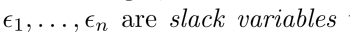 ϵ₁, . . . , ϵₙ are slack variables